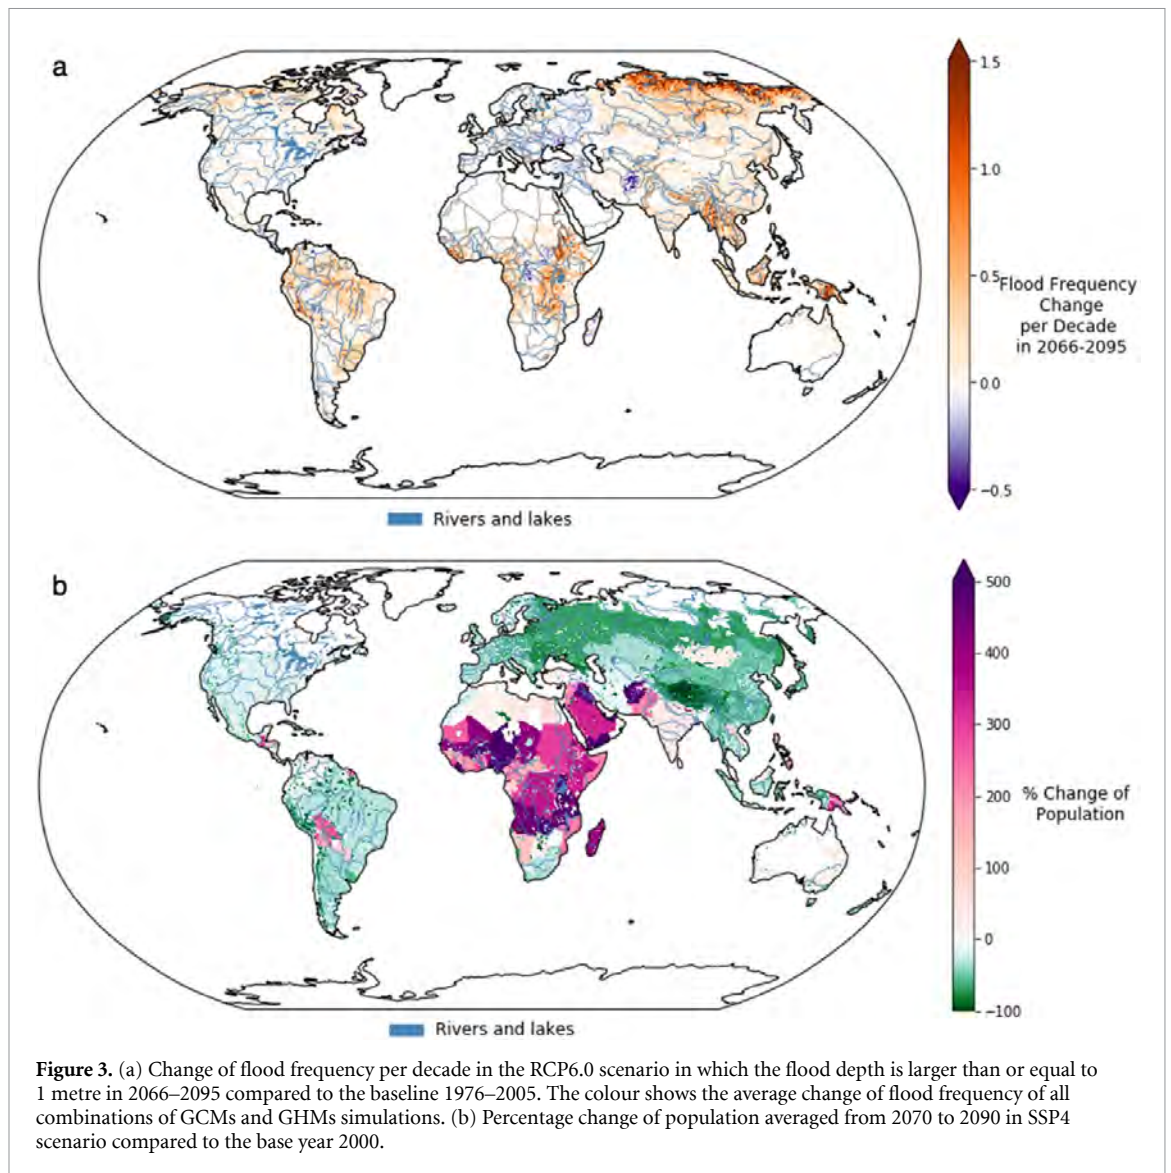 a
1.5
1.0
0.5
Flood Frequency
Change
per Decade
in 2066-2095
0.0
−0.5
Rivers and lakes
b
500
400
300
200
% Change of
Population
100
0
−100
Rivers and lakes
Figure 3. (a) Change of flood frequency per decade in the RCP6.0 scenario in which the flood depth is larger than or equal to
1 metre in 2066–2095 compared to the baseline 1976–2005. The colour shows the average change of flood frequency of all
combinations of GCMs and GHMs simulations. (b) Percentage change of population averaged from 2070 to 2090 in SSP4
scenario compared to the base year 2000.